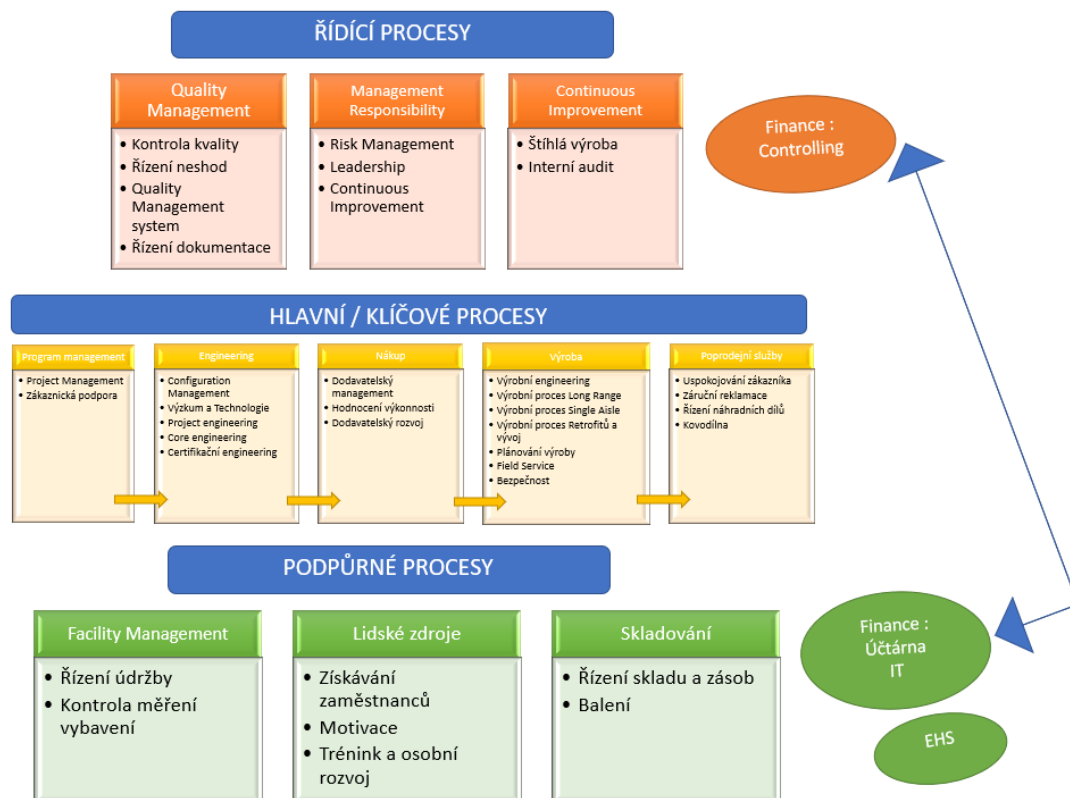 ŘÍDÍCÍ PROCESY
Quality
Management
• Kontrola kvality
• Řízení neshod
• Quality
Management
system
• Řízení dokumentace
Management
Responsibility
• Risk Management
• Leadership
• Continuous
Improvement
Continuous
Improvement
• Štíhlá výroba
• Interní audit
Finance :
Controlling
HLAVNÍ / KLÍČOVÉ PROCESY
Program management
• Project Management
• Zákaznická podpora
Engineering
• Configuration
Management
• Výzkum a Technologie
• Project engineering
• Core engineering
• Certifikační engineering
Nákup
• Dodavatelský
management
• Hodnocení výkonnosti
• Dodavatelský rozvoj
Výroba
• Výrobní engineering
• Výrobní proces Long Range
• Výrobní proces Single Aisle
• Výrobní proces Retrofitů a
vývoj
• Plánování výroby
• Field Service
• Bezpečnost
Poprodejní služby
• Uspokojování zákazníka
• Záruční reklamace
• Řízení náhradních dílů
• Kovodílna
PODPŮRNÉ PROCESY
Facility Management
• Řízení údržby
• Kontrola měření
vybavení
Lidské zdroje
• Získávání
zaměstnanců
• Motivace
• Trénink a osobní
rozvoj
Skladování
• Řízení skladu a zásob
• Balení
Finance :
Účtárna
IT
EHS